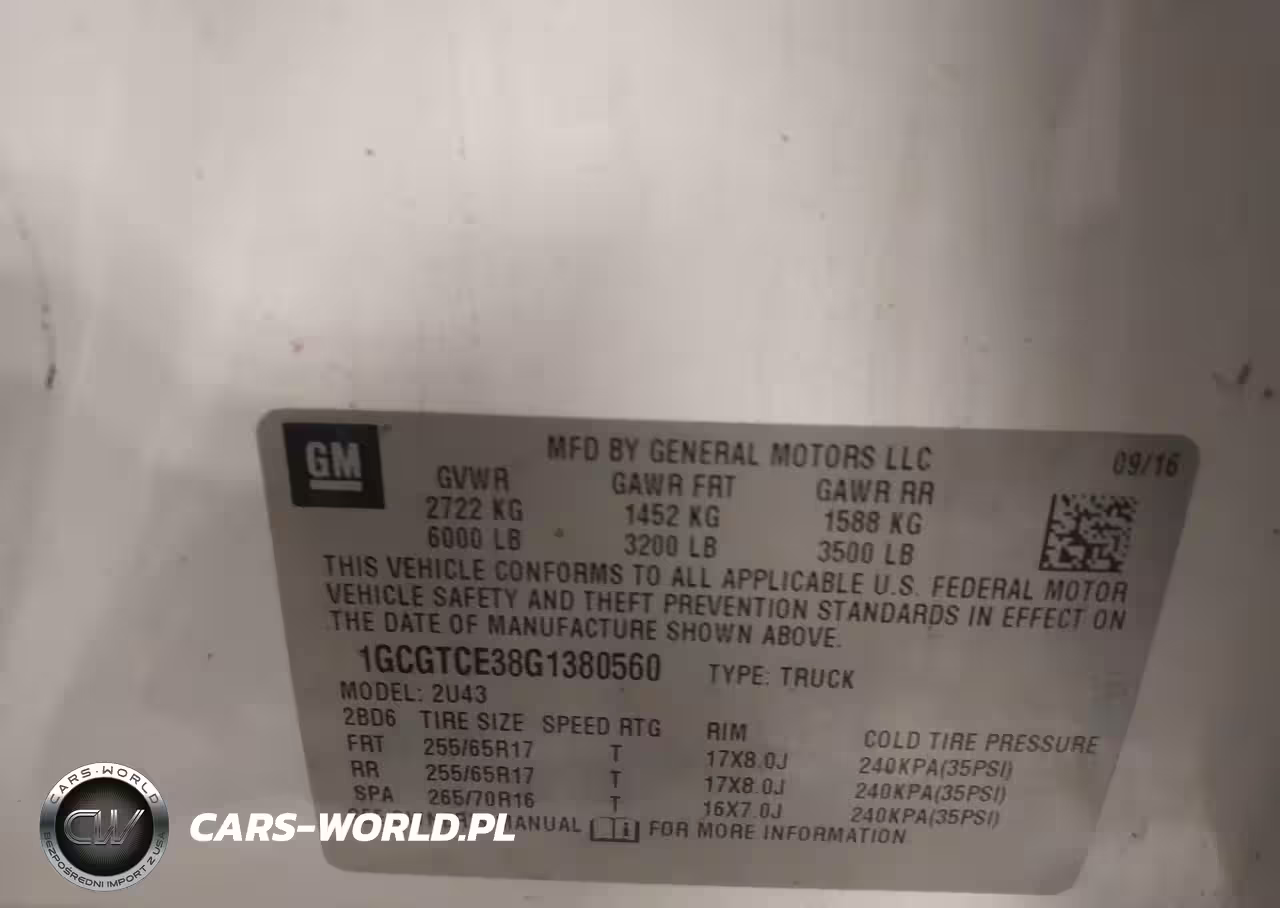 GM
MFD BY GENERAL MOTORS LLC 09/16
GVWR GAWR FRT GAWR RR
2722 KG 1452 KG 1588 KG
6000 LB 3200 LB 3500 LB
THIS VEHICLE CONFORMS TO ALL APPLICABLE U.S. FEDERAL MOTOR
VEHICLE SAFETY AND THEFT PREVENTION STANDARDS IN EFFECT ON
THE DATE OF MANUFACTURE SHOWN ABOVE.
1GCGTCE38G1380560 TYPE: TRUCK
MODEL: 2U43
2BD6 TIRE SIZE SPEED RTG RIM COLD TIRE PRESSURE
FRT 255/65R17 T 17X8.0J 240KPA(35PSI)
RR 255/65R17 T 17X8.0J 240KPA(35PSI)
SPA 265/70R16 T 16X7.0J 240KPA(35PSI)
MANUAL FOR MORE INFORMATION
CARS-WORLD
CW
BEZPOŚREDNI IMPORT Z USA
CARS-WORLD.PL